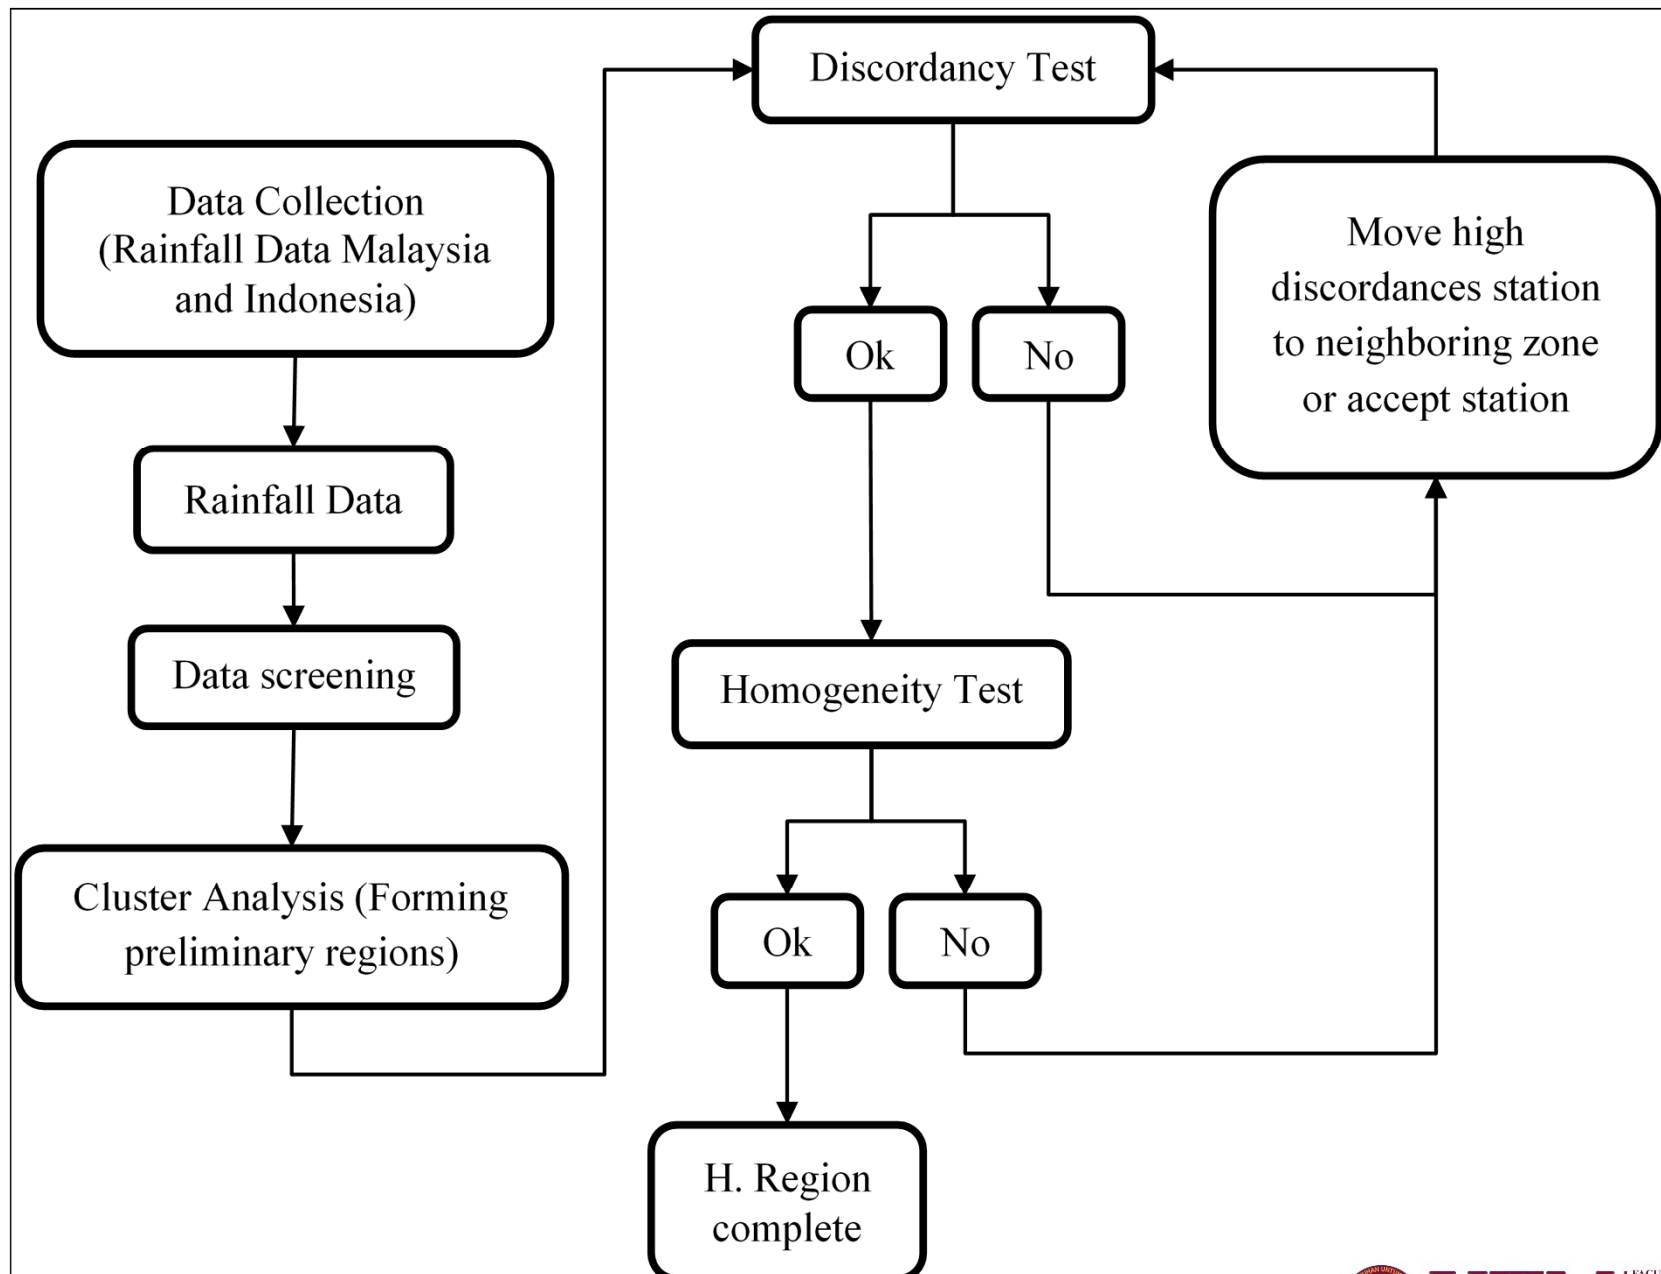 Data Collection
(Rainfall Data Malaysia
and Indonesia)
Rainfall Data
Data screening
Cluster Analysis (Forming
preliminary regions)
Discordancy Test
Ok
No
Move high
discordances station
to neighboring zone
or accept station
Homogeneity Test
Ok
No
H. Region
complete